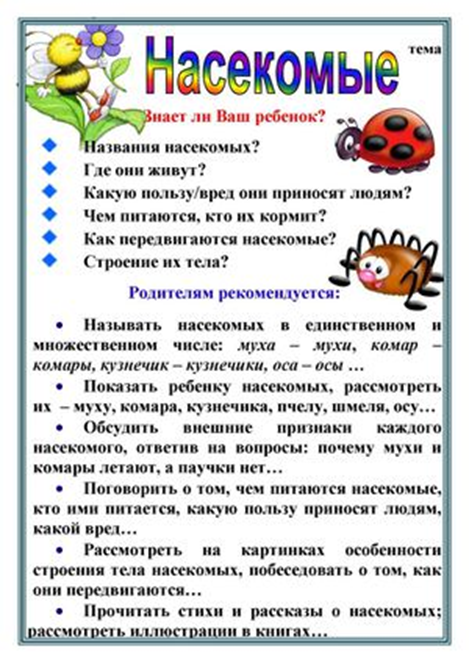 тема
Насекомые
Знает ли Ваш ребенок?
Названия насекомых?
Где они живут?
Какую пользу/вред они приносят людям?
Чем питаются, кто их кормит?
Как передвигаются насекомые?
Строение их тела?
Родителям рекомендуется:
• Называть насекомых в единственном и
множественном числе: муха – мухи, комар –
комары, кузнечик – кузнечики, оса – осы …
• Показать ребенку насекомых, рассмотреть
их – муху, комара, кузнечика, пчелу, шмеля, осу…
• Обсудить внешние признаки каждого
насекомого, ответив на вопросы: почему мухи и
комары летают, а паучки нет…
• Поговорить о том, чем питаются насекомые,
кто ими питается, какую пользу приносят людям,
какой вред…
• Рассмотреть на картинках особенности
строения тела насекомых, побеседовать о том, как
они передвигаются…
• Прочитать стихи и рассказы о насекомых;
рассмотреть иллюстрации в книгах…